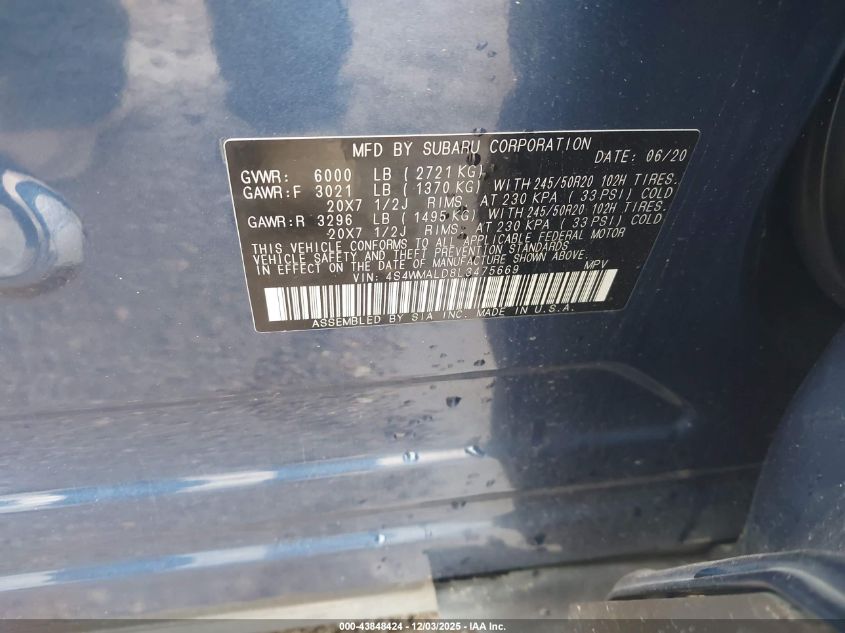 MFD BY SUBARU CORPORATION
DATE: 06/20
GVWR: 6000 LB ( 2721 KG)
GAWR:F 3021 LB ( 1370 KG) WITH 245/50R20 102H TIRES.
20X7 1/2J RIMS. AT 230 KPA ( 33 PSI) COLD
GAWR:R 3296 LB ( 1495 KG) WITH 245/50R20 102H TIRES.
20X7 1/2J RIMS. AT 230 KPA ( 33 PSI) COLD
THIS VEHICLE CONFORMS TO ALL APPLICABLE FEDERAL MOTOR
VEHICLE SAFETY AND THEFT PREVENTION STANDARDS
IN EFFECT ON THE DATE OF MANUFACTURE SHOWN ABOVE.
VIN: 4S4WMALD8L3475669 MPV
ASSEMBLED BY SIA INC. MADE IN U.S.A.
000-43848424 - 12/03/2025 - IAA Inc.